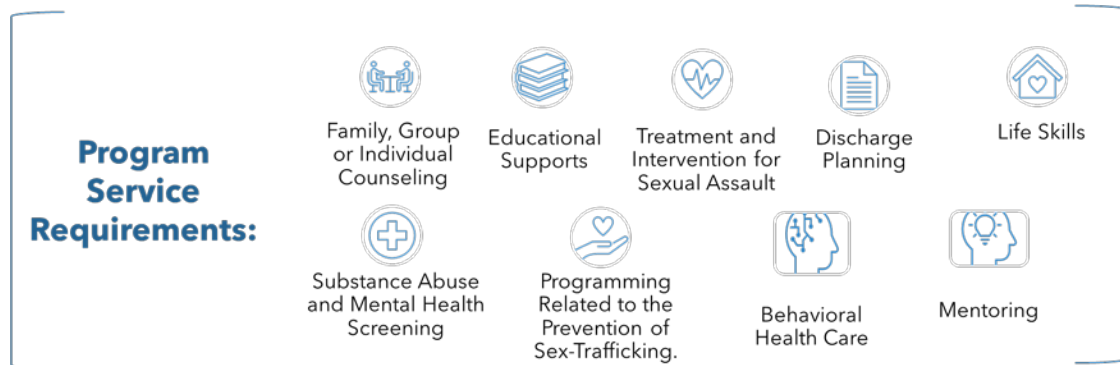 Program
Service
Requirements:
Family, Group
or Individual
Counseling
Educational
Supports
Treatment and
Intervention for
Sexual Assault
Discharge
Planning
Life Skills
Substance Abuse
and Mental Health
Screening
Programming
Related to the
Prevention of
Sex-Trafficking.
Behavioral
Health Care
Mentoring